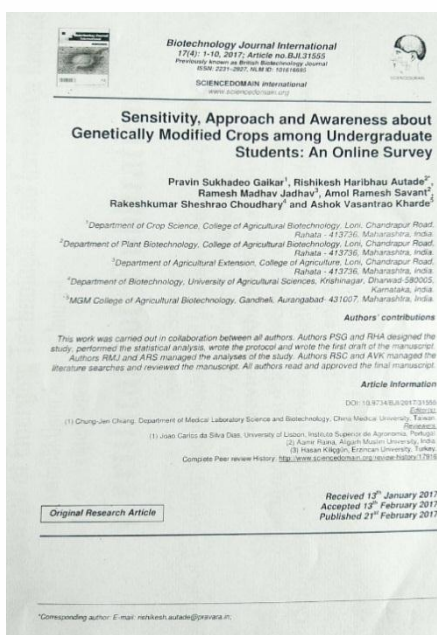 Biotechnology Journal International
17(4): 1-10, 2017; Article no.BJI.31555
Previously known as British Biotechnology Journal
ISSN: 2231–2927, NLM ID: 101616695
SCIENCEDOMAIN international
www.sciencedomain.org
SCIENCEDOMAIN
Sensitivity, Approach and Awareness about
Genetically Modified Crops among Undergraduate
Students: An Online Survey
Pravin Sukhadeo Gaikar1, Rishikesh Haribhau Autade2*,
Ramesh Madhav Jadhav3, Amol Ramesh Savant2,
Rakeshkumar Sheshrao Choudhary4 and Ashok Vasantrao Kharde5
1Department of Crop Science, College of Agricultural Biotechnology, Loni, Chandrapur Road,
Rahata - 413736, Maharashtra, India.
2Department of Plant Biotechnology, College of Agricultural Biotechnology, Loni, Chandrapur Road,
Rahata - 413736, Maharashtra, India.
3Department of Agricultural Extension, College of Agriculture, Loni, Chandrapur Road,
Rahata - 413736, Maharashtra, India.
4Department of Biotechnology, University of Agricultural Sciences, Krishinagar, Dharwad-580005,
Karnataka, India.
5MGM College of Agricultural Biotechnology, Gandheli, Aurangabad- 431007, Maharashtra, India.
Authors' contributions
This work was carried out in collaboration between all authors. Authors PSG and RHA designed the
study, performed the statistical analysis, wrote the protocol and wrote the first draft of the manuscript.
Authors RMJ and ARS managed the analyses of the study. Authors RSC and AVK managed the
literature searches and reviewed the manuscript. All authors read and approved the final manuscript.
Article Information
DOI: 10.9734/BJI/2017/31555
Editor(s):
(1) Chung-Jen Chiang, Department of Medical Laboratory Science and Biotechnology, China Medical University, Taiwan.
Reviewers:
(1) Joao Carlos da Silva Dias, University of Lisbon, Instituto Superior de Agronomia, Portugal.
(2) Aamir Raina, Aligarh Muslim University, India.
(3) Hasan Kılıçgün, Erzincan University, Turkey.
Complete Peer review History: http://www.sciencedomain.org/review-history/17916
Received 13th January 2017
Accepted 13th February 2017
Published 21st February 2017
Original Research Article
*Corresponding author: E-mail: rishikesh.autade@pravara.in;